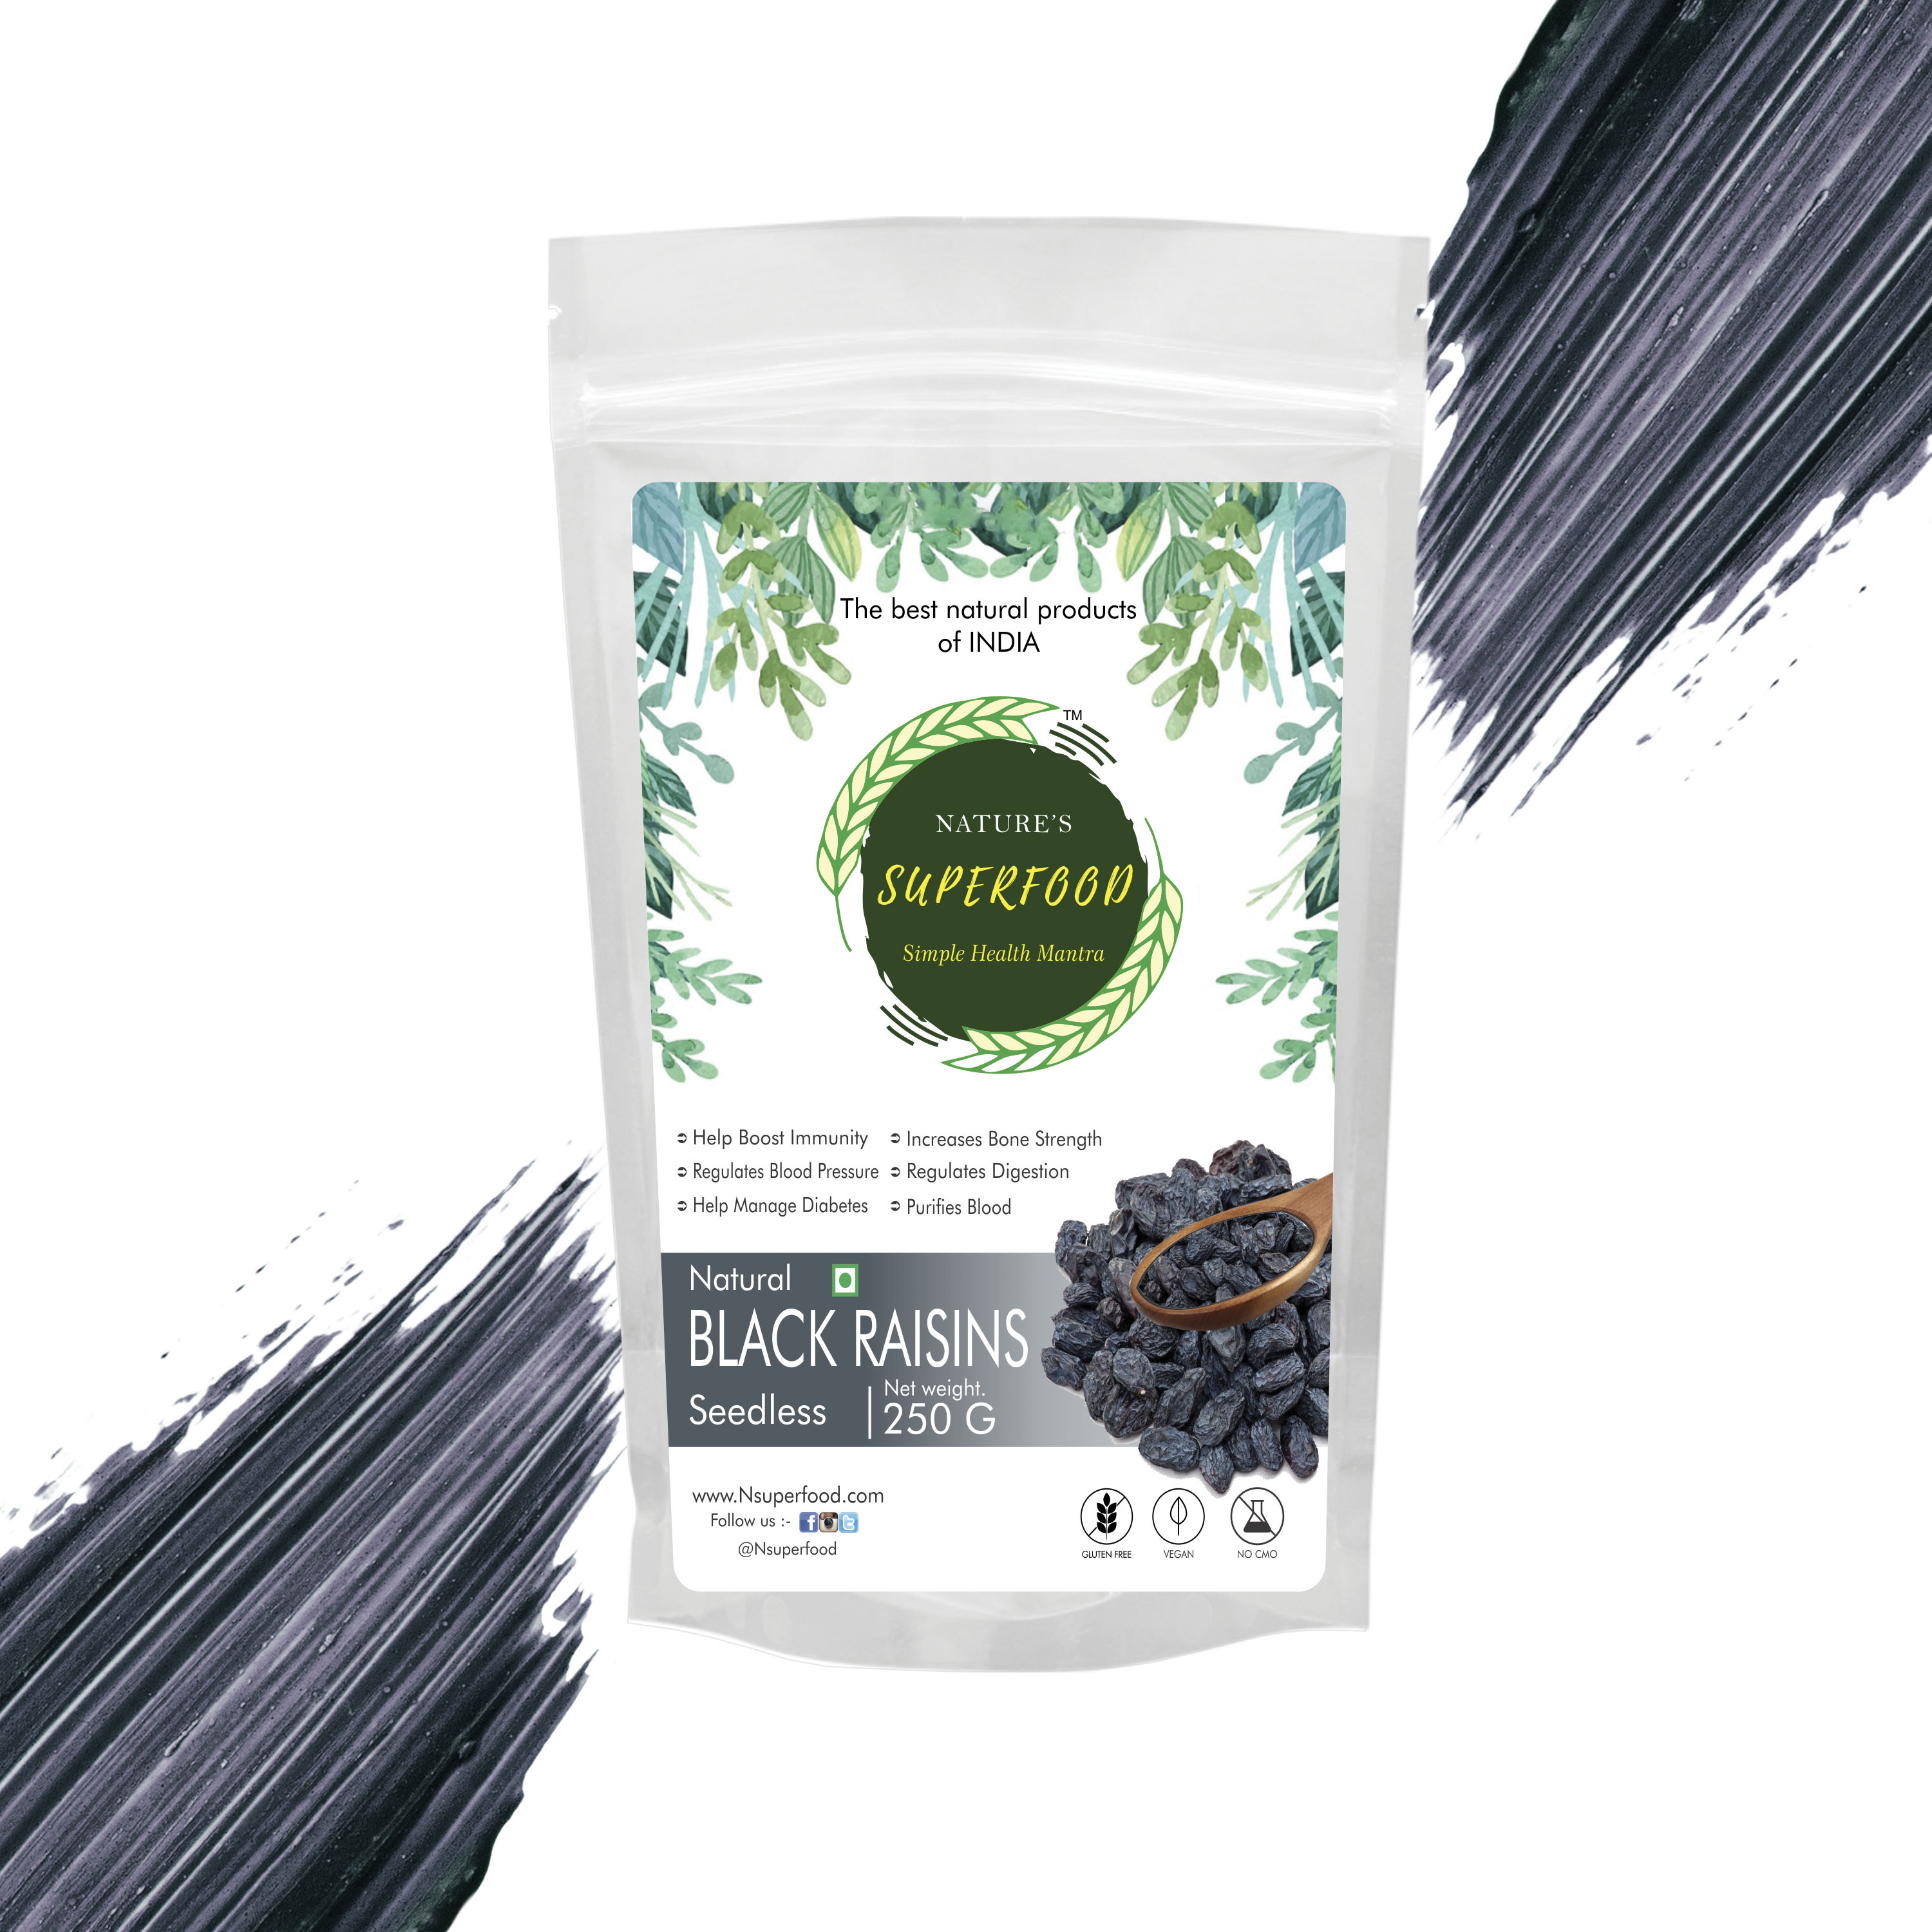 The best natural products
of INDIA
TM
NATURE'S
SUPERFOOD
Simple Health Mantra
Help Boost Immunity
Increases Bone Strength
Regulates Blood Pressure
Regulates Digestion
Help Manage Diabetes
Purifies Blood
Natural
BLACK RAISINS
Seedless
Net weight.
250 G
www.Nsuperfood.com
Follow us :-
@Nsuperfood
GLUTEN FREE
VEGAN
NO CMO